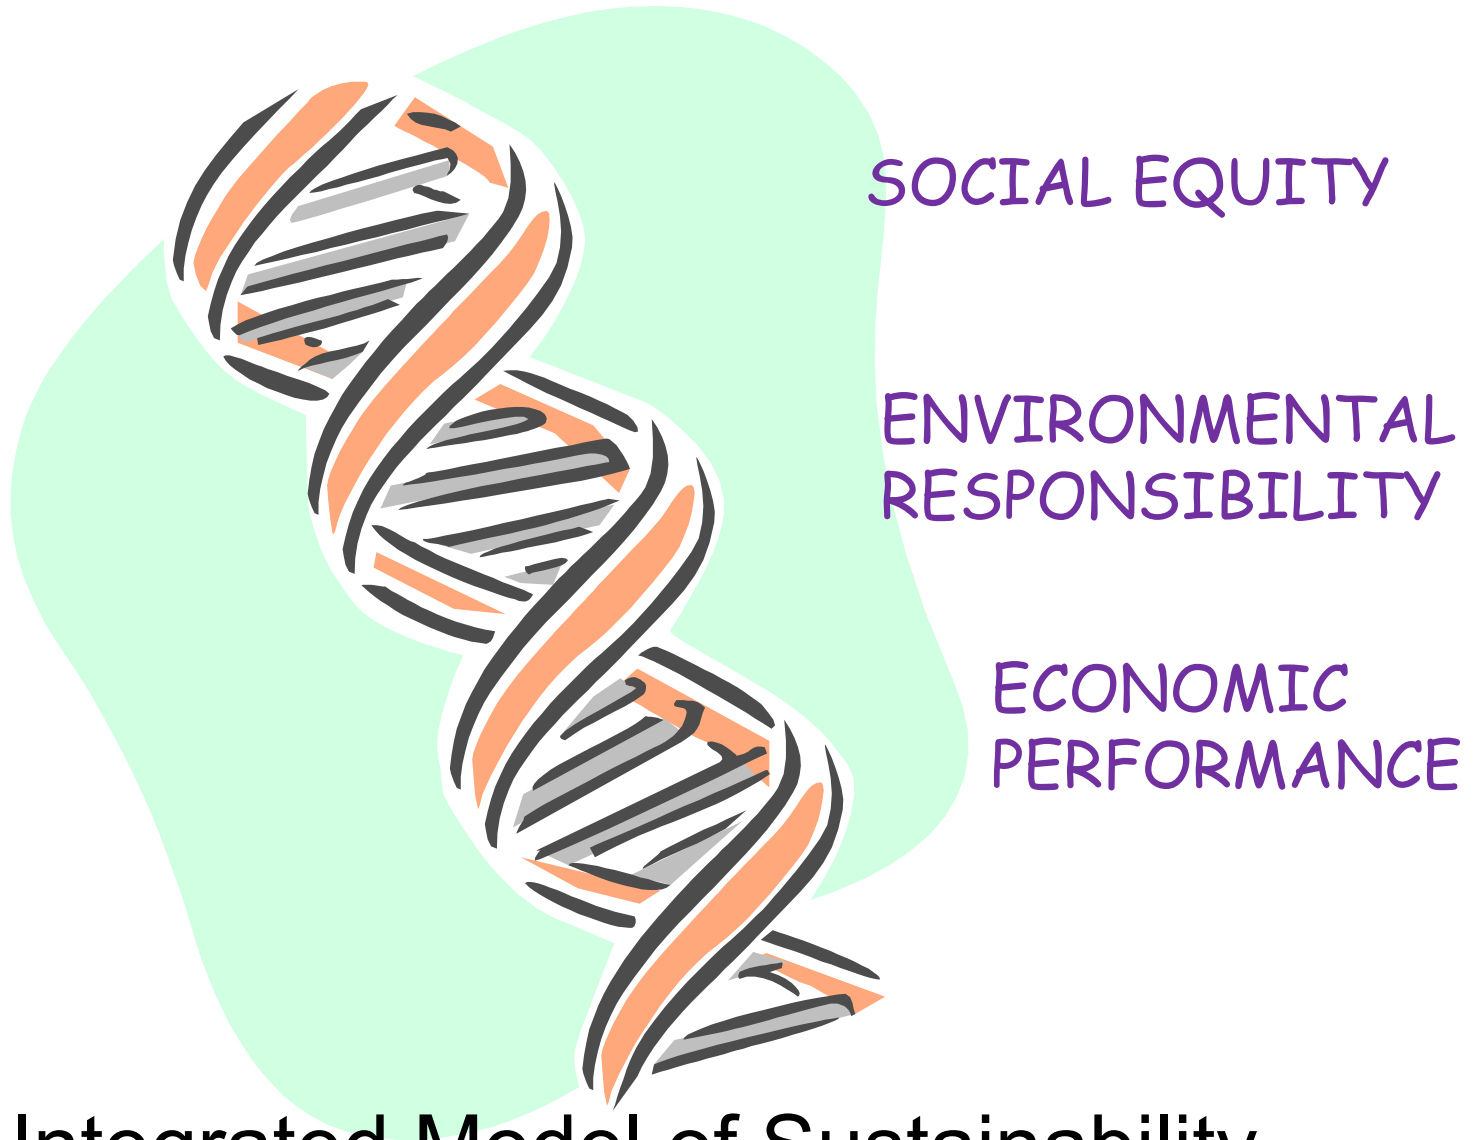 SOCIAL EQUITY
ENVIRONMENTAL
RESPONSIBILITY
ECONOMIC
PERFORMANCE
Integrated Model of Sustainability